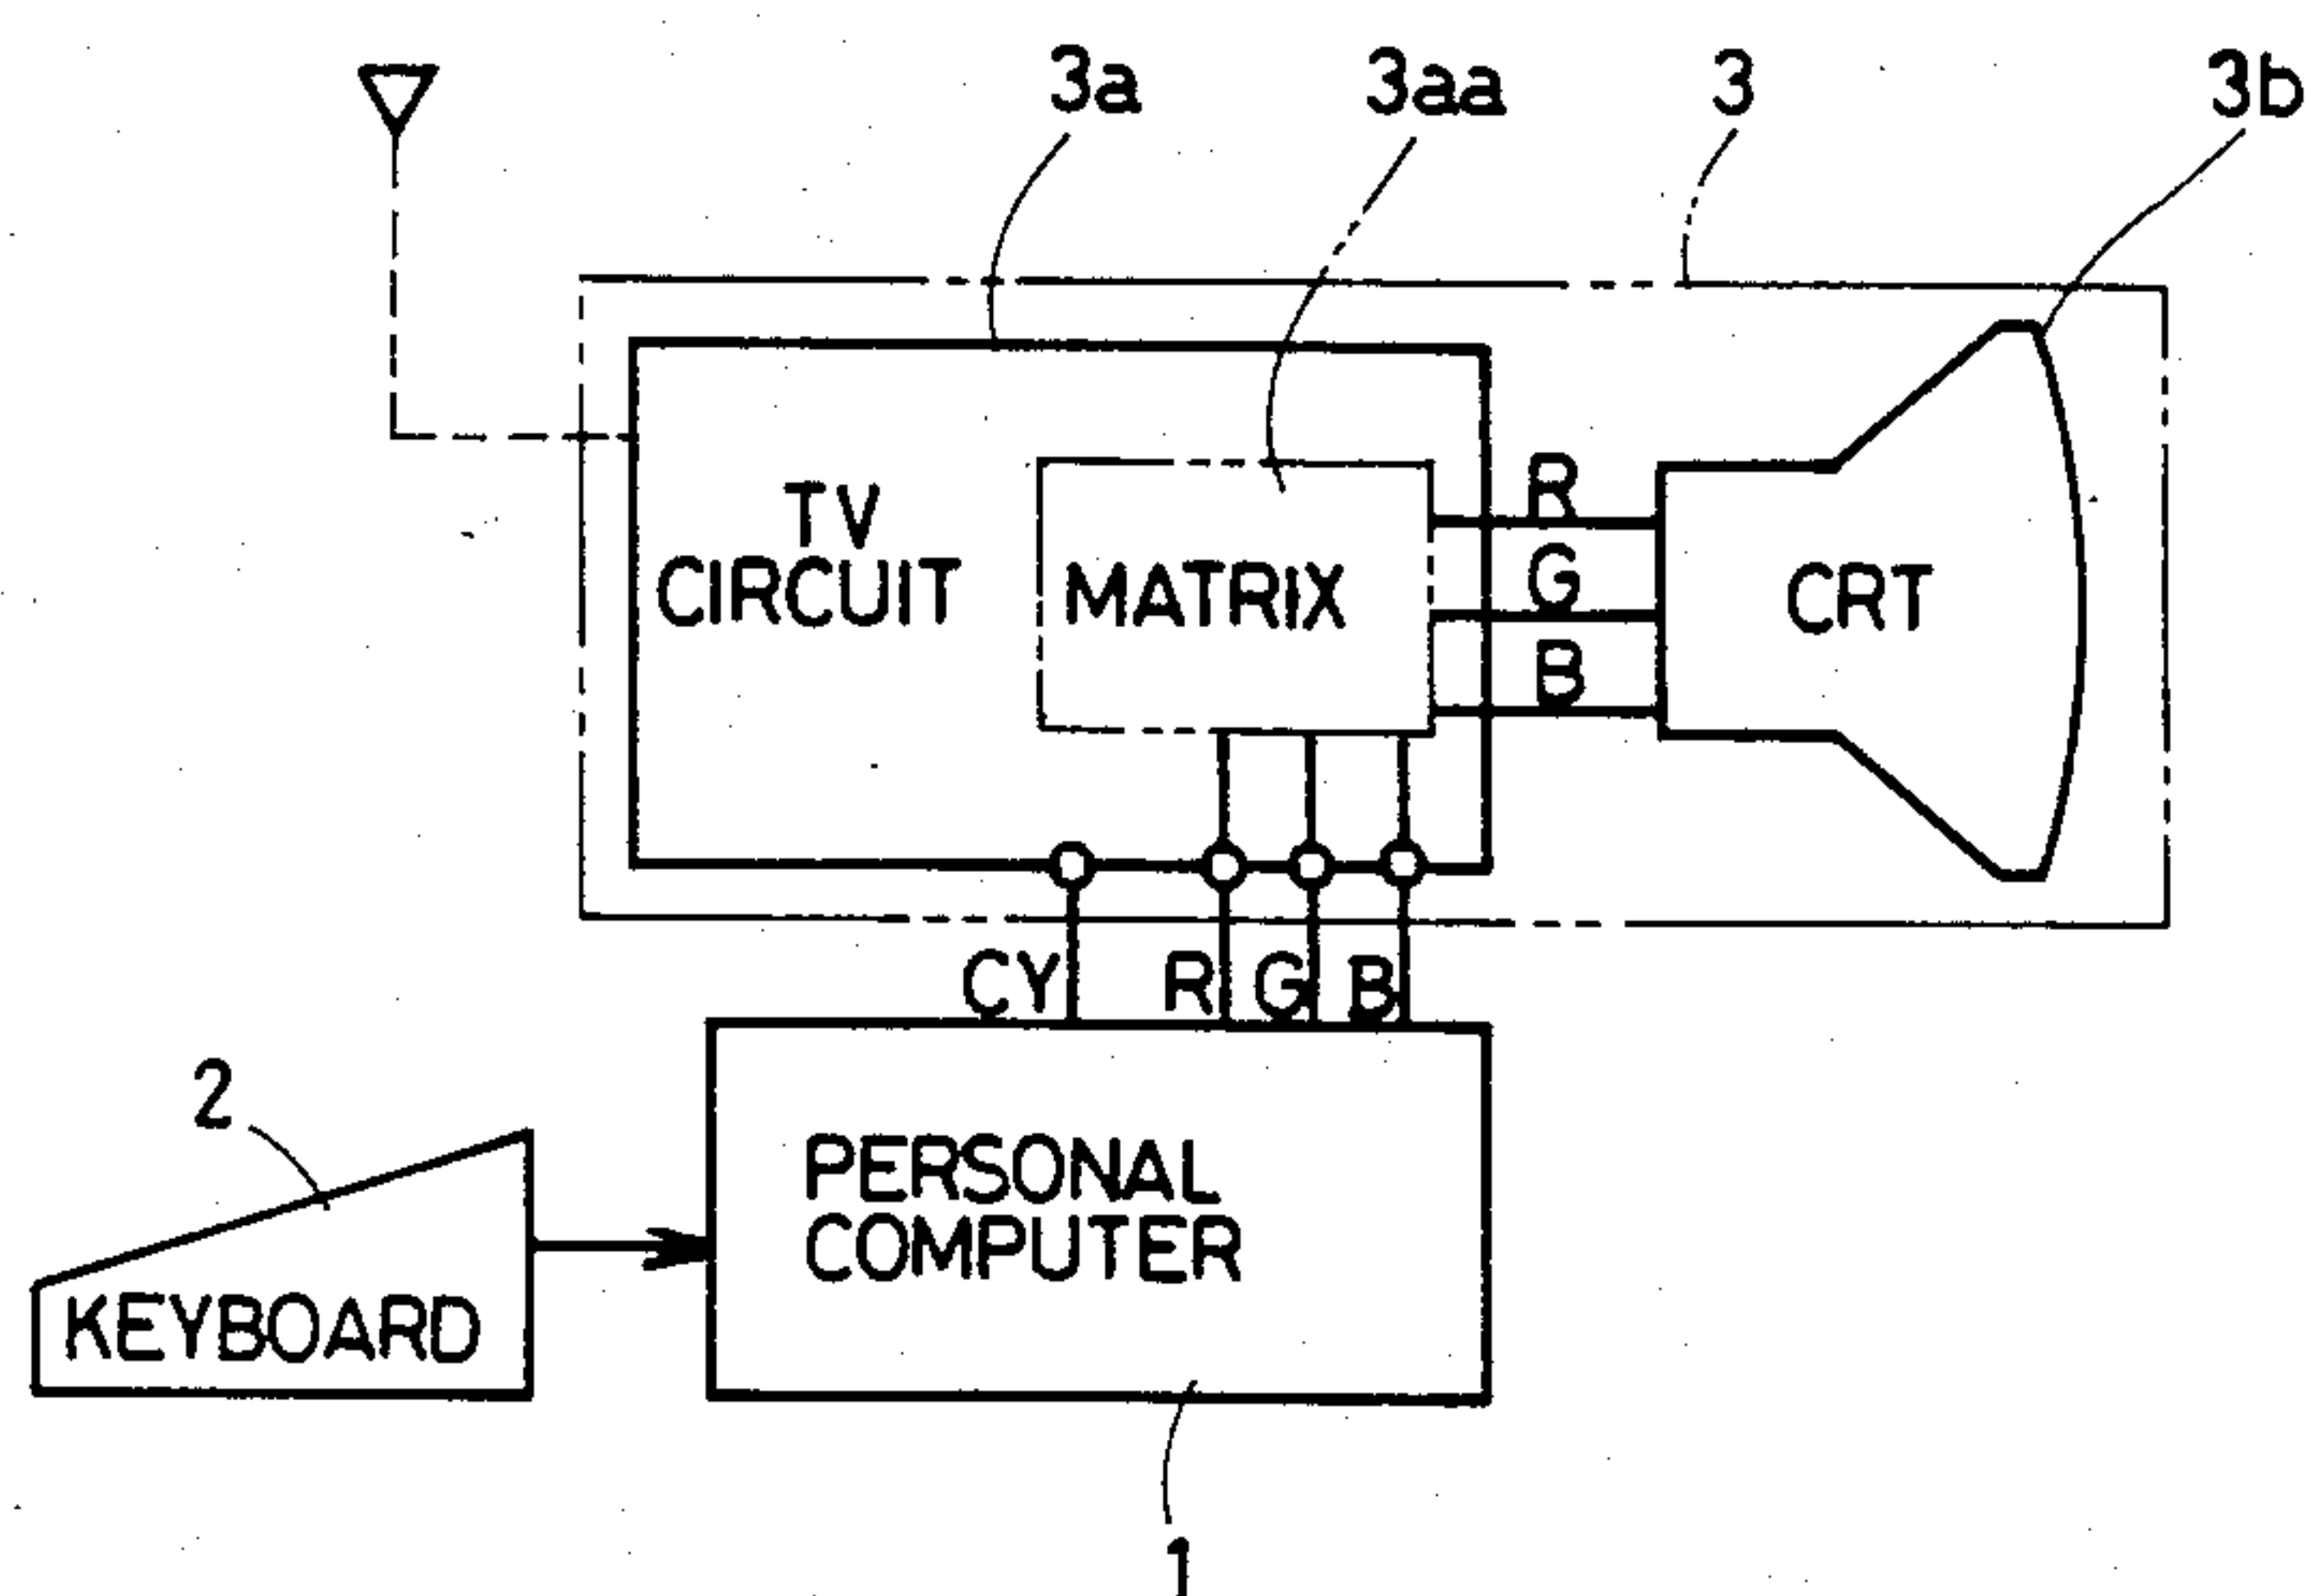 3a 3aa 3 3b
TV
CIRCUIT
MATRIX
R
G
B
CRT
CY R G B
2
PERSONAL
COMPUTER
KEYBOARD
1